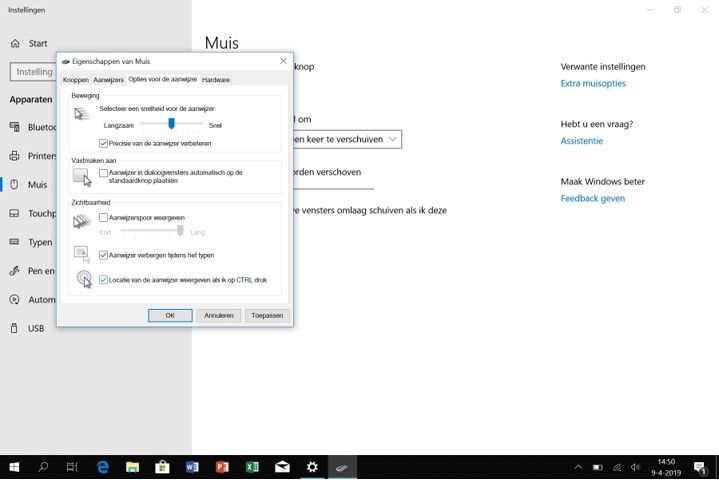 Instellingen
Start
Instelling
Apparaten
Bluetoo
Printers
Muis
Touchp
Typen
Pen en
Autom
USB
Muis
knop
l om
en keer te verschuiven
orden verschoven
ve vensters omlaag schuiven als ik deze
Verwante instellingen
Extra muisopties
Hebt u een vraag?
Assistentie
Maak Windows beter
Feedback geven
Eigenschappen van Muis
Knoppen Aanwijzers Opties voor de aanwijzer Hardware
Beweging
Selecteer een snelheid voor de aanwijzer:
Langzaam Snel
Precisie van de aanwijzer verbeteren
Vastmaken aan
Aanwijzer in dialoogvensters automatisch op de
standaardknop plaatsen
Zichtbaarheid
Aanwijzerspoor weergeven
Kort Lang
Aanwijzer verbergen tijdens het typen
Locatie van de aanwijzer weergeven als ik op CTRL druk
OK Annuleren Toepassen
14:50
9-4-2019
1